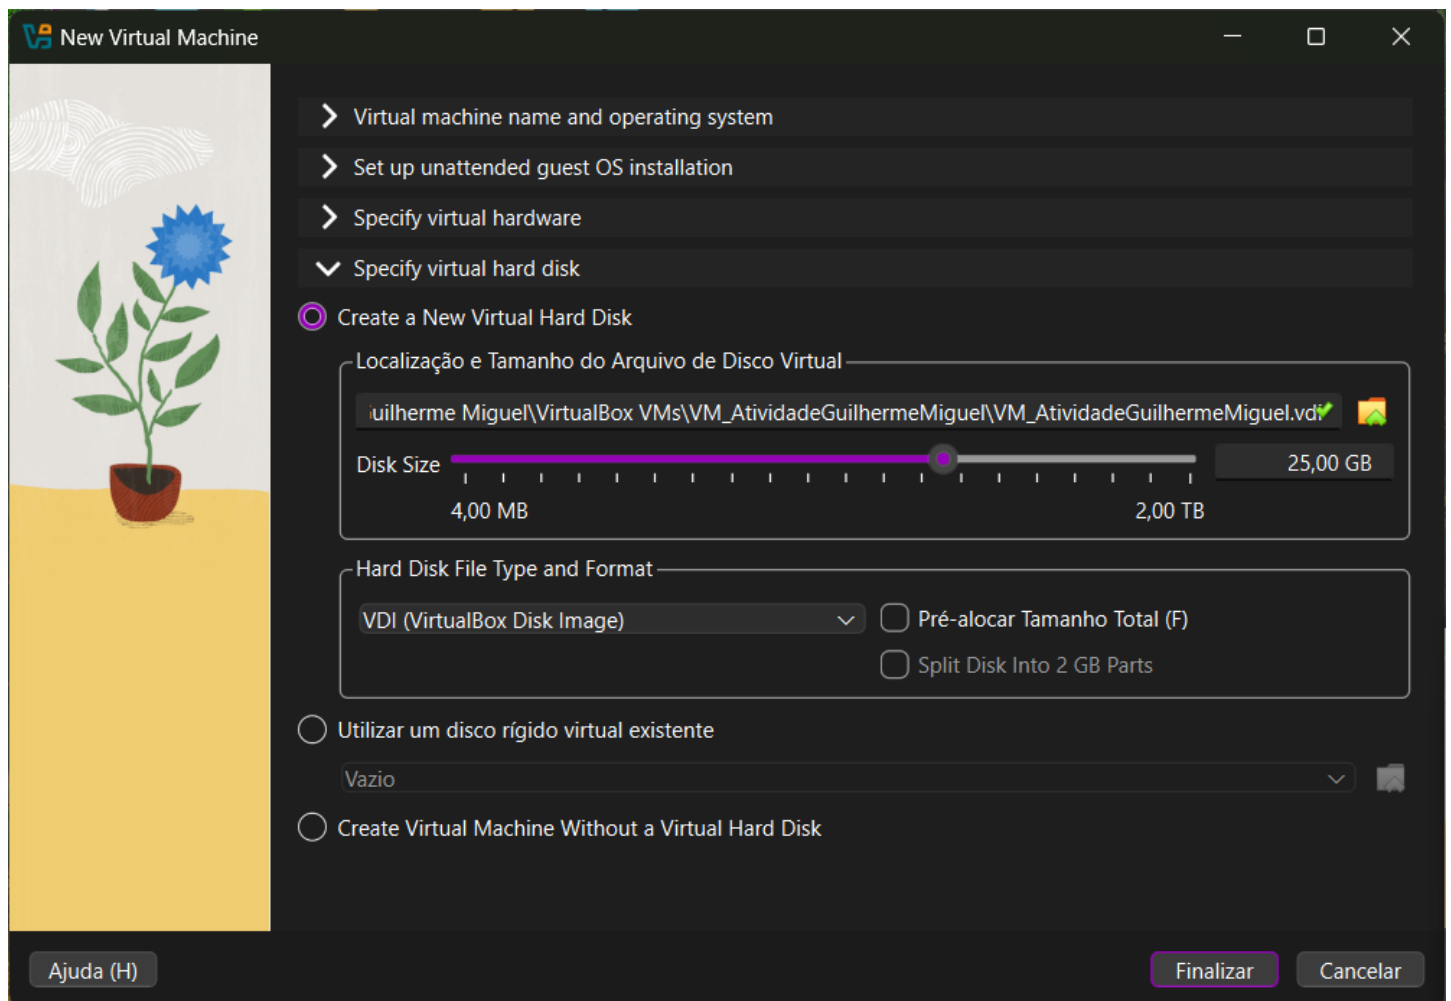 New Virtual Machine
Virtual machine name and operating system
Set up unattended guest OS installation
Specify virtual hardware
Specify virtual hard disk
Create a New Virtual Hard Disk
Localização e Tamanho do Arquivo de Disco Virtual
uilherme Miguel\VirtualBox VMs\VM_AtividadeGuilhermeMiguel\VM_AtividadeGuilhermeMiguel.vdi
Disk Size
25,00 GB
4,00 MB
2,00 TB
Hard Disk File Type and Format
VDI (VirtualBox Disk Image)
Pré-alocar Tamanho Total (F)
Split Disk Into 2 GB Parts
Utilizar um disco rígido virtual existente
Vazio
Create Virtual Machine Without a Virtual Hard Disk
Ajuda (H)
Finalizar
Cancelar